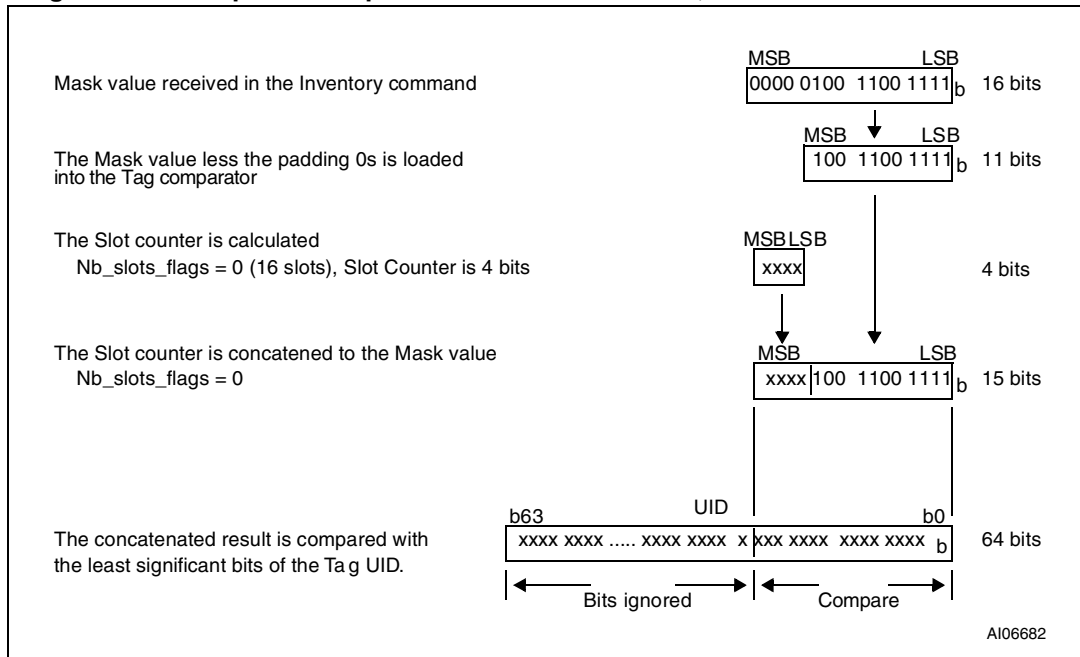 MSB LSB
Mask value received in the Inventory command 0000 0100 1100 1111 b 16 bits
MSB LSB
The Mask value less the padding 0s is loaded
into the Tag comparator
100 1100 1111 b 11 bits
The Slot counter is calculated
MSB LSB
Nb_slots_flags = 0 (16 slots), Slot Counter is 4 bits xxxx 4 bits
The Slot counter is concatened to the Mask value
MSB LSB
Nb_slots_flags = 0 xxxx 100 1100 1111 b 15 bits
UID
b63 b0
The concatenated result is compared with
the least significant bits of the Tag UID.
xxxx xxxx ..... xxxx xxxx x xxx xxxx xxxx xxxx b 64 bits
Bits ignored Compare
AI06682